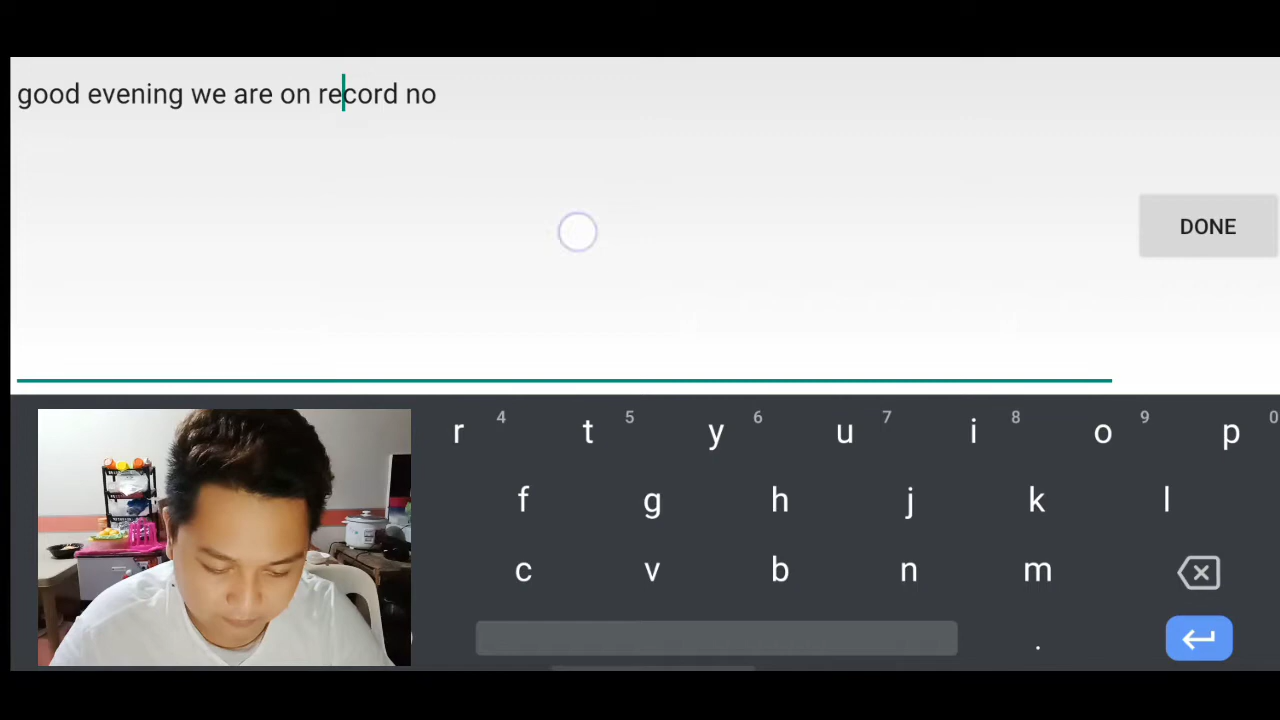 good evening we are on record no
DONE
r 4 t 5 y 6 u 7 i 8 o 9 p 0
f g h j k l
c v b n m
.